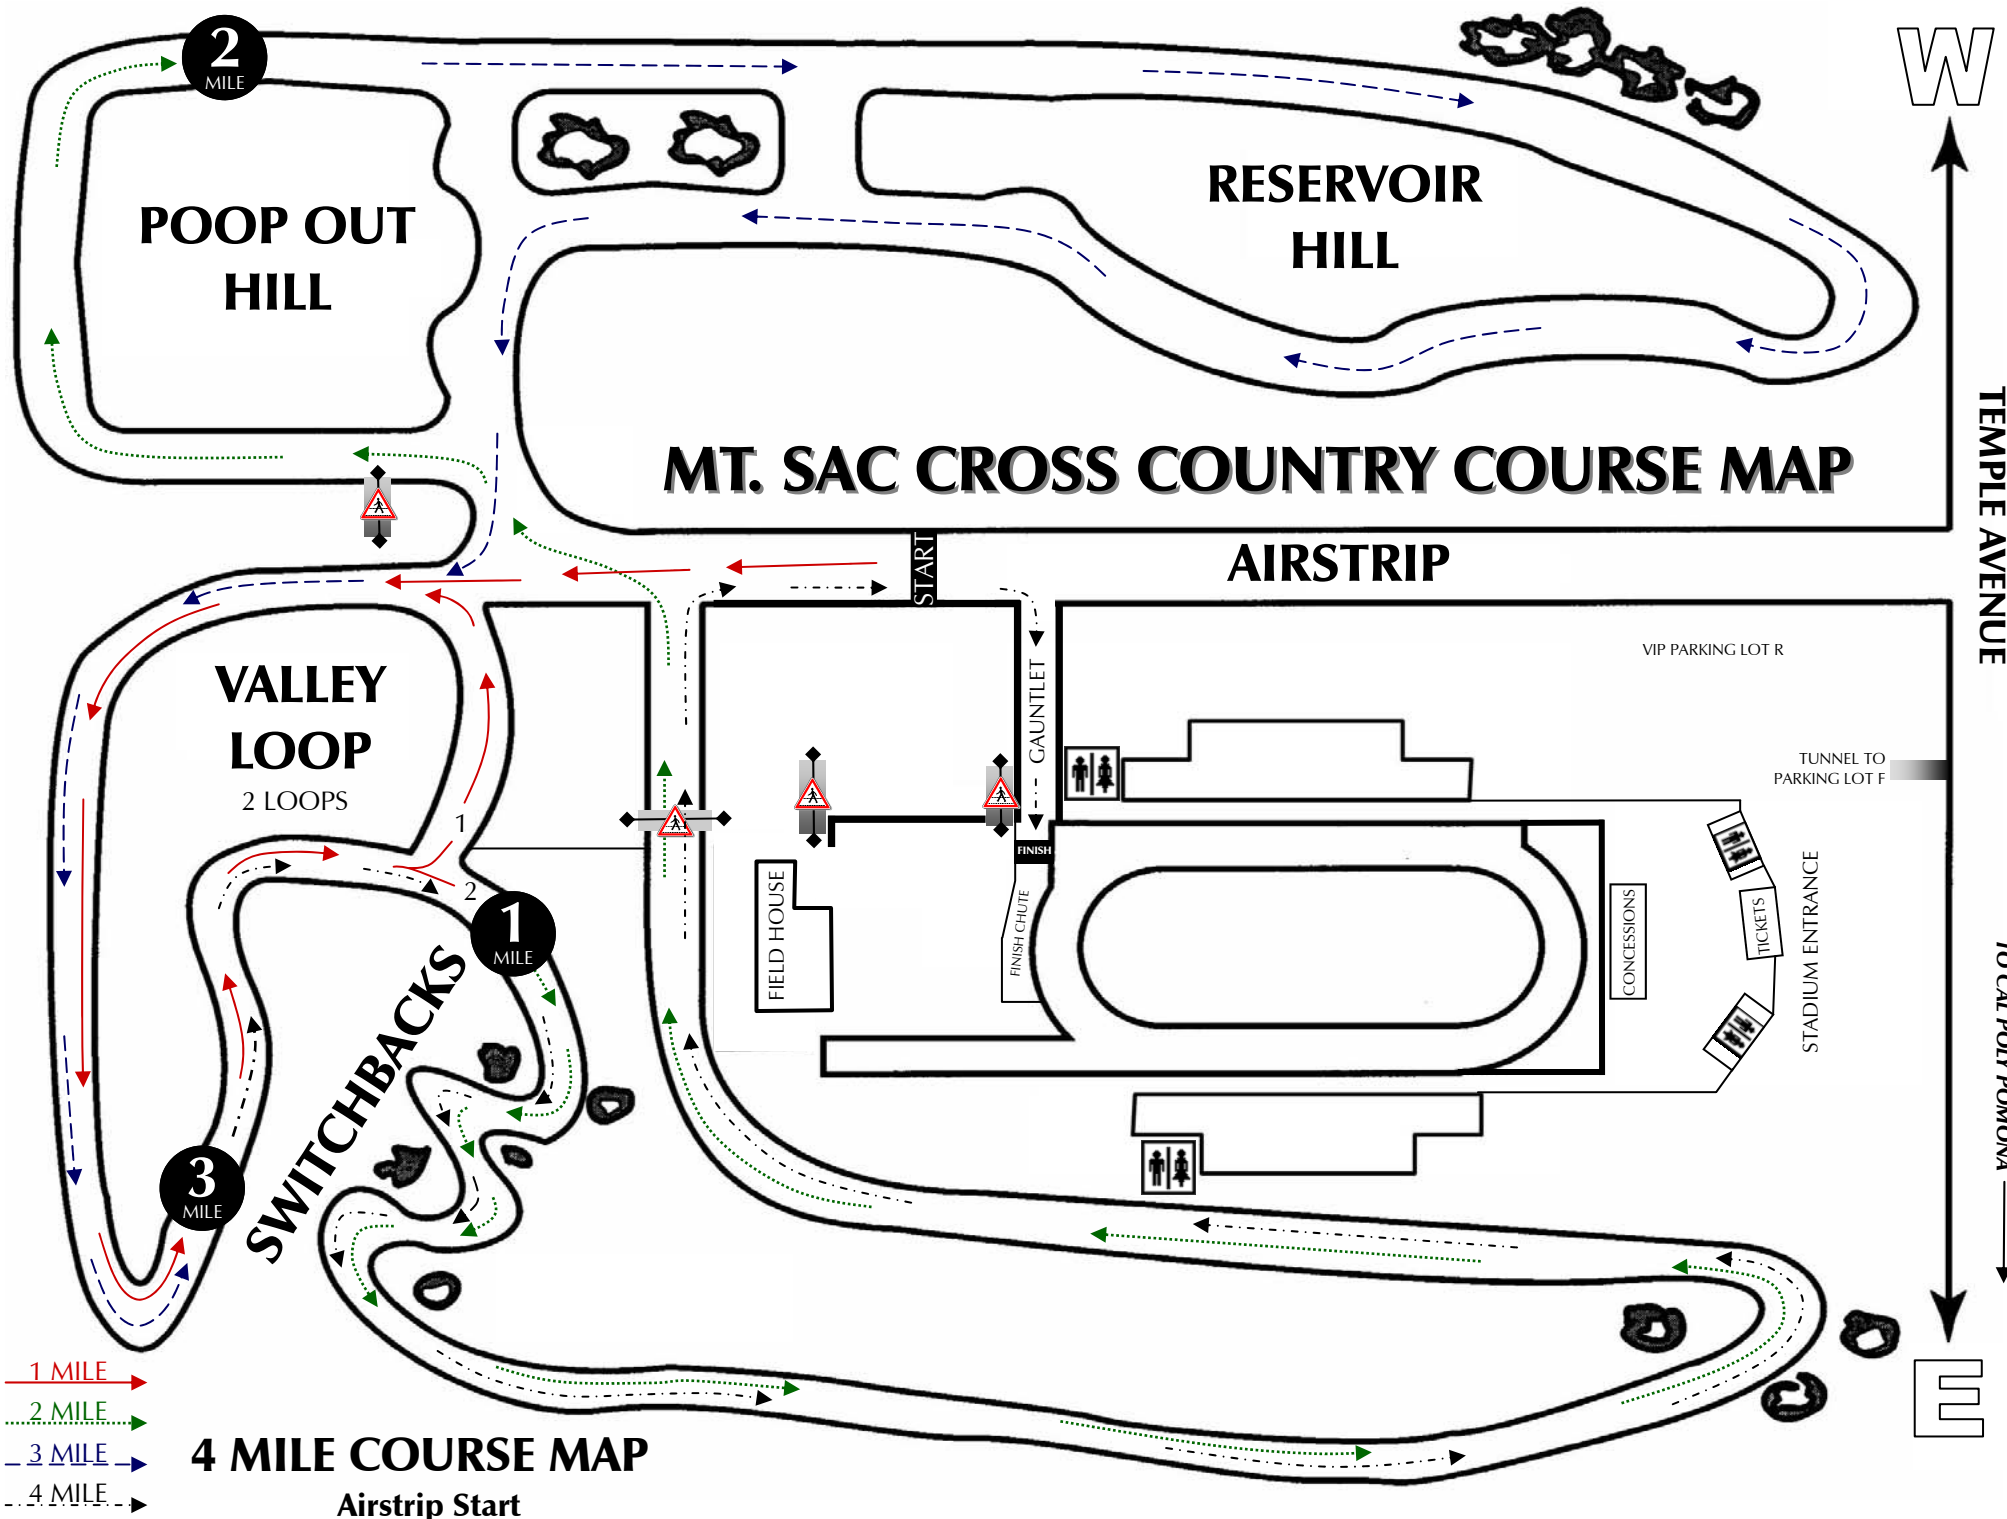 2
MILE
W
POOP OUT
HILL
RESERVOIR
HILL
MT. SAC CROSS COUNTRY COURSE MAP
TEMPLE AVENUE
START
AIRSTRIP
VIP PARKING LOT R
VALLEY
LOOP
2 LOOPS
GAUNTLET
TUNNEL TO
PARKING LOT F
1
2
FINISH
FINISH CHUTE
FIELD HOUSE
CONCESSIONS
TICKETS
STADIUM ENTRANCE
TO CAL POLY POMONA
1
MILE
SWITCHBACKS
3
MILE
E
1 MILE
2 MILE
3 MILE
4 MILE
4 MILE COURSE MAP
Airstrip Start